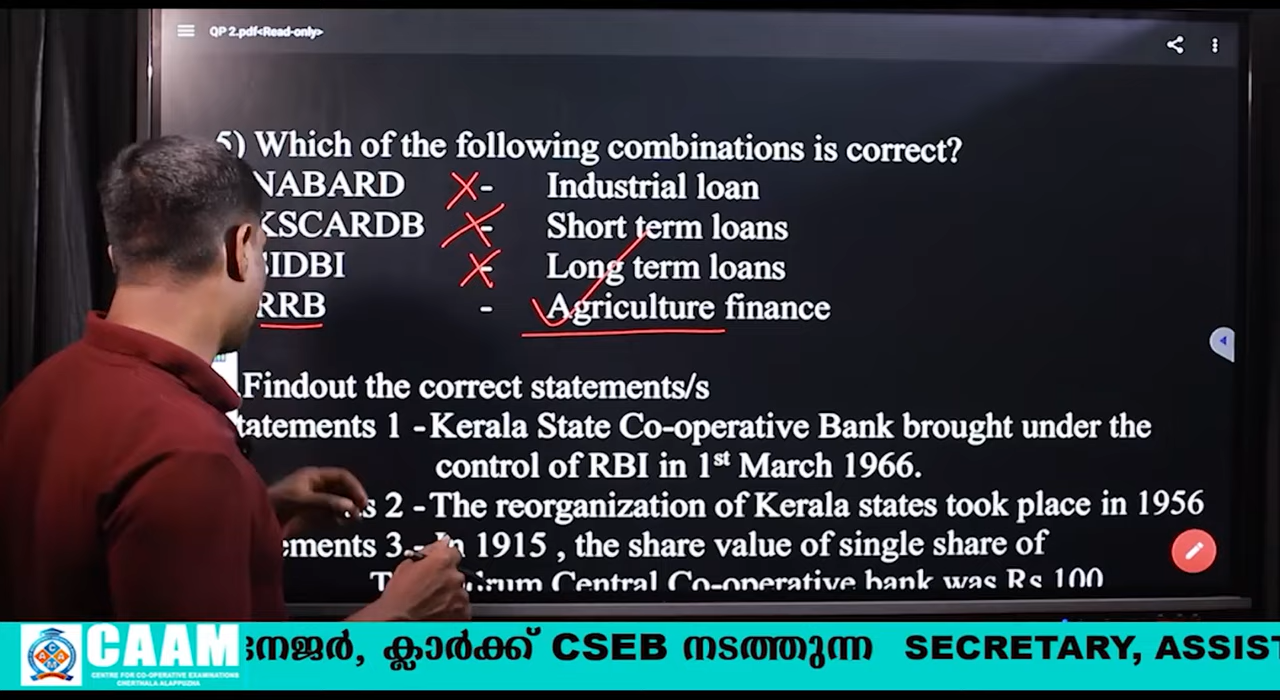 QP 2.pdf<Read-only>
5) Which of the following combinations is correct?
NABARD - Industrial loan
KSCARDB - Short term loans
SIDBI - Long term loans
RRB - Agriculture finance
Findout the correct statements/s
tatements 1 - Kerala State Co-operative Bank brought under the
control of RBI in 1st March 1966.
s 2 - The reorganization of Kerala states took place in 1956
ements 3.- In 1915 , the share value of single share of
Central Co-operative bank was Rs 100
CAAM
CENTRE FOR CO-OPERATIVE EXAMINATIONS
CHERTHALA ALAPPUZHA
നേജർ, ക്ലാർക്ക് CSEB നടത്തുന്ന SECRETARY, ASSIST